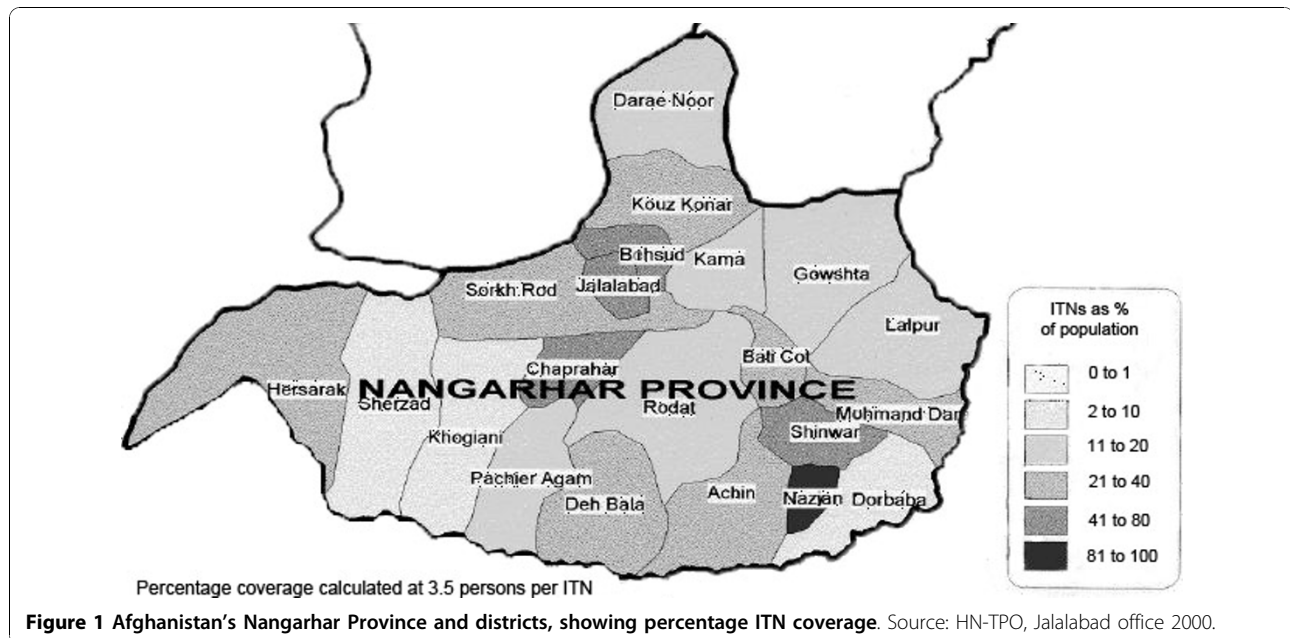 Darae Noor
Kouz Konar
Bihsud
Kama
Gowshta
Sorkh Rod
Jalalabad
Lalpur
Bati Cot
Chaprahar
Hersarak
NANGARHAR PROVINCE
Sherzad
Rodat
Mohmand Dar
Shinwar
Khogiani
Pachier Agam
Deh Bala
Achin
Nazian
Dorbaba
ITNs as %
of population
0 to 1
2 to 10
11 to 20
21 to 40
41 to 80
81 to 100
Percentage coverage calculated at 3.5 persons per ITN
Figure 1 Afghanistan's Nangarhar Province and districts, showing percentage ITN coverage. Source: HN-TPO, Jalalabad office 2000.